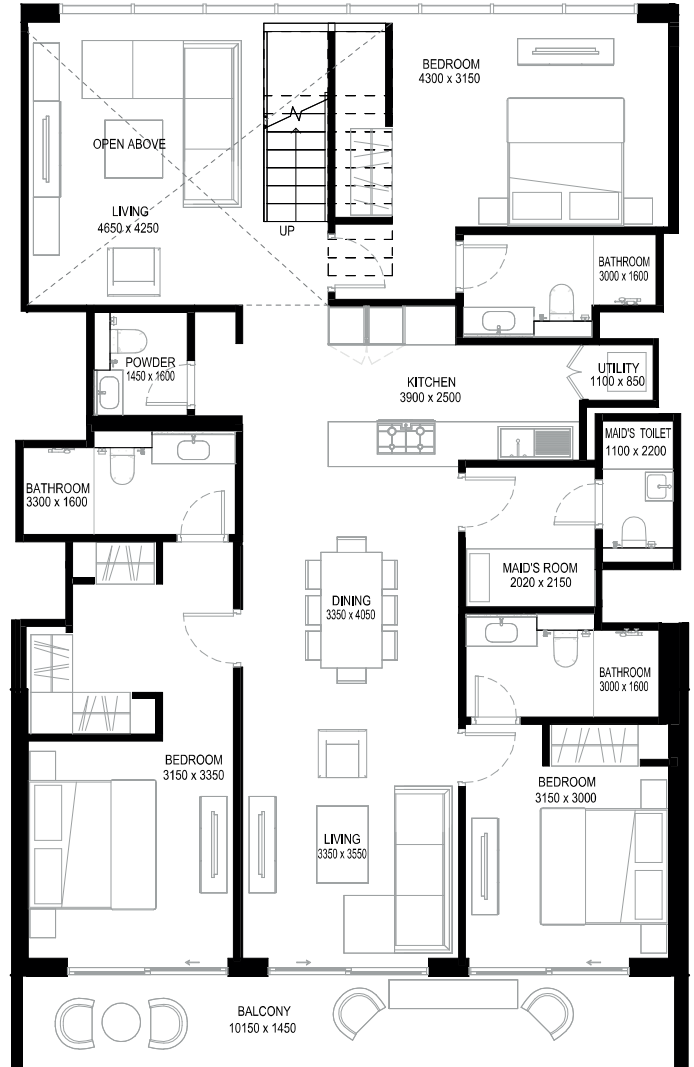 BEDROOM
4300 x 3150
OPEN ABOVE
LIVING
4650 x 4250
UP
BATHROOM
3000 x 1600
POWDER
1450 x 1600
KITCHEN
3900 x 2500
UTILITY
1100 x 850
MAID'S TOILET
1100 x 2200
BATHROOM
3300 x 1600
MAID'S ROOM
2020 x 2150
DINING
3350 x 4050
BATHROOM
3000 x 1600
BEDROOM
3150 x 3350
BEDROOM
3150 x 3000
LIVING
3350 x 3550
BALCONY
10150 x 1450